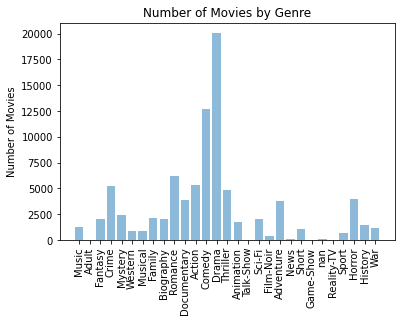 Number of Movies by Genre
Number of Movies
20000
17500
15000
12500
10000
7500
5000
2500
0
Music
Adult
Fantasy
Crime
Mystery
Western
Musical
Family
Biography
Romance
Documentary
Action
Comedy
Drama
Thriller
Animation
Talk-Show
Sci-Fi
Film-Noir
Adventure
News
Short
Game-Show
nan
Reality-TV
Sport
Horror
History
War